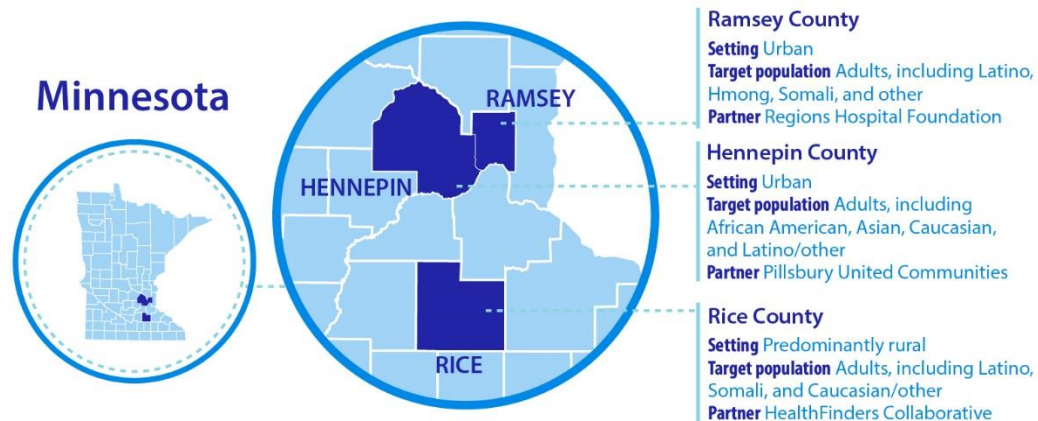 Minnesota
RAMSEY
HENNEPIN
RICE
Ramsey County
Setting Urban
Target population Adults, including Latino,
Hmong, Somali, and other
Partner Regions Hospital Foundation
Hennepin County
Setting Urban
Target population Adults, including
African American, Asian, Caucasian,
and Latino/other
Partner Pillsbury United Communities
Rice County
Setting Predominantly rural
Target population Adults, including Latino,
Somali, and Caucasian/other
Partner HealthFinders Collaborative